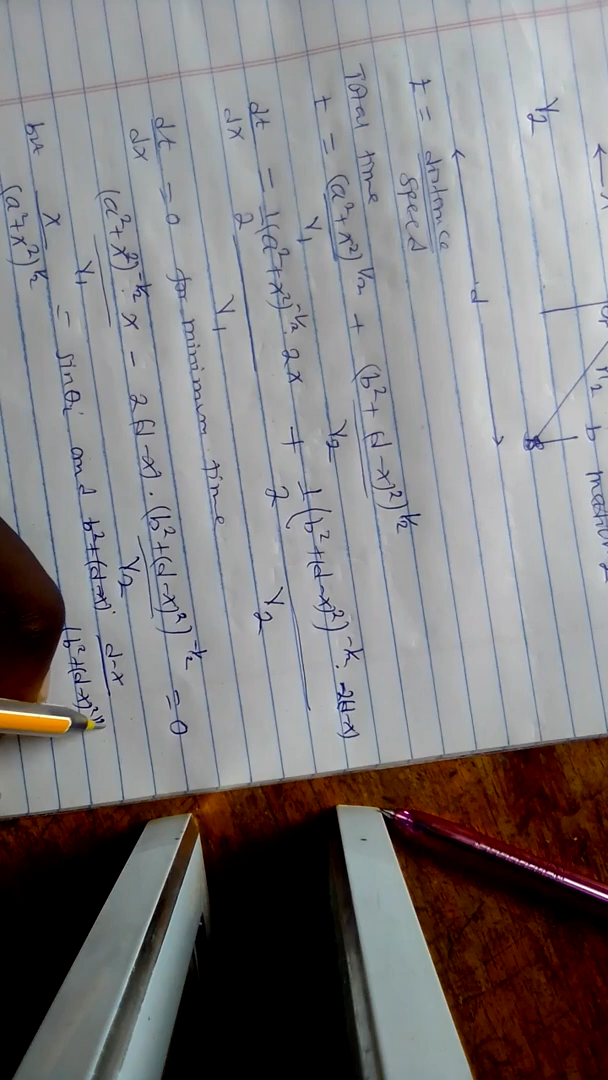 medium 2
n2 b
V2
B
d
t = distance / speed
Total time
t = (a²+x²)^1/2 / V1 + (b²+(d-x)²)^1/2 / V2
dt/dx = 1/2 (a²+x²)^-1/2 2x / V1 + 1/2 (b²+(d-x)²)^-1/2 . -2(d-x) / V2
dt/dx = 0 for minimum time
(a²+x²)^-1/2 . x / V1 - 2(d-x) . (b²+(d-x)²)^-1/2 / V2 = 0
but x / (a²+x²)^1/2 = sinθi and b²+(d-x) d-x / (b²+(d-x)²)^1/2